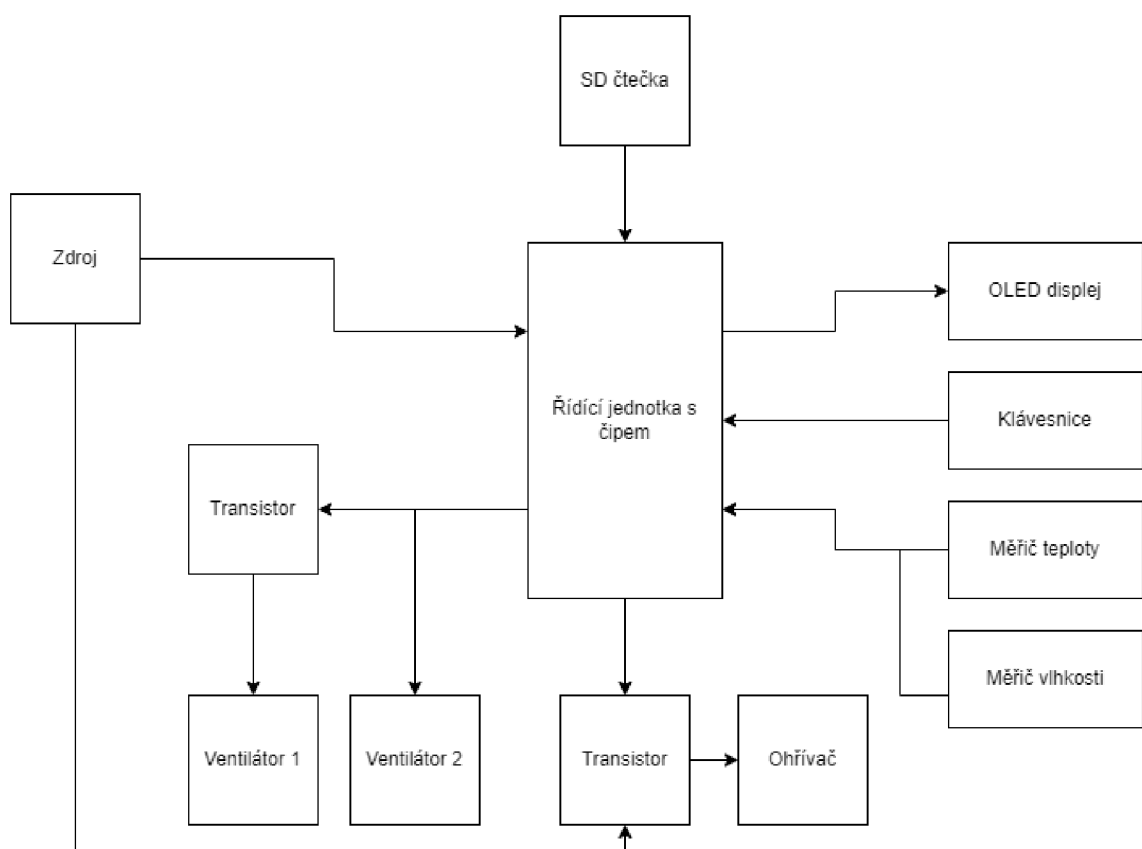 SD čtečka
Zdroj
OLED displej
Řídící jednotka s
čipem
Klávesnice
Transistor
Měřič teploty
Měřič vlhkosti
Ventilátor 1
Ventilátor 2
Transistor
Ohřívač